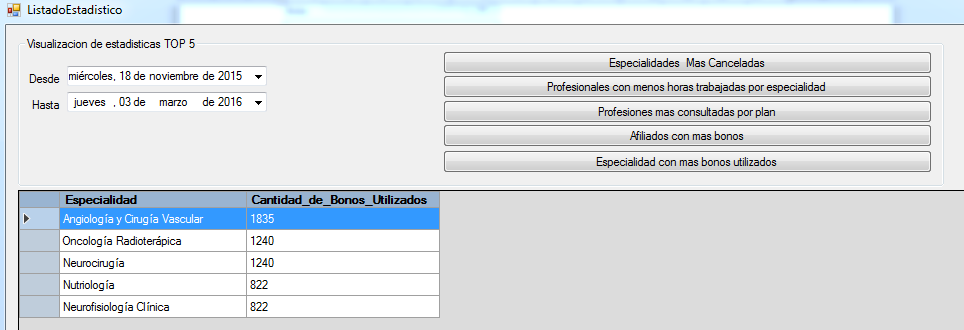 ListadoEstadistico
Visualizacion de estadisticas TOP 5
Desde miércoles, 18 de noviembre de 2015
Hasta jueves , 03 de marzo de 2016
Especialidades Mas Canceladas
Profesionales con menos horas trabajadas por especialidad
Profesiones mas consultadas por plan
Afiliados con mas bonos
Especialidad con mas bonos utilizados
Especialidad Cantidad_de_Bonos_Utilizados
Angiología y Cirugía Vascular 1835
Oncología Radioterápica 1240
Neurocirugía 1240
Nutriología 822
Neurofisiología Clínica 822